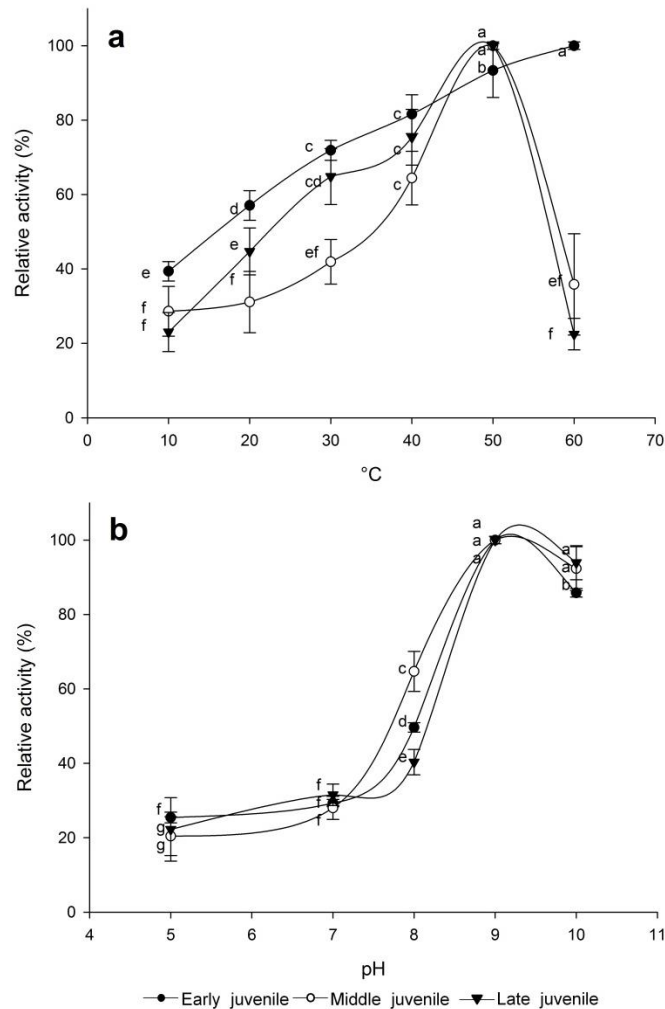 a
Relative activity (%)
100
80
60
40
20
0
a
a
b
a
c
c
c
c
cd
ef
d
e
f
e
f
f
ef
f
0 10 20 30 40 50 60 70
°C
b
Relative activity (%)
100
80
60
40
20
0
a
a
a
a
a
b
c
d
e
f
f
f
f
g
g
4 5 6 7 8 9 10 11
pH
Early juvenile Middle juvenile Late juvenile